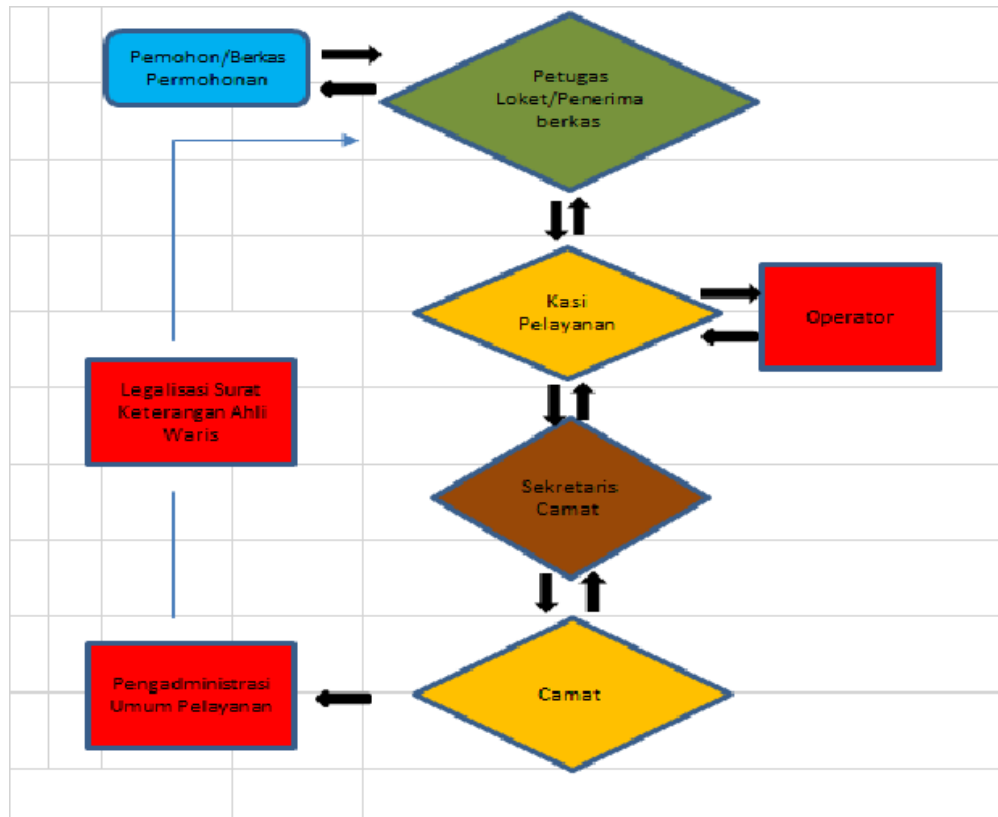 Pemohon/Berkas
Permohonan
Petugas
Loket/Penerima
berkas
Kasi
Pelayanan
Operator
Legalisasi Surat
Keterangan Ahli
Waris
Sekretaris
Camat
Pengadministrasi
Umum Pelayanan
Camat